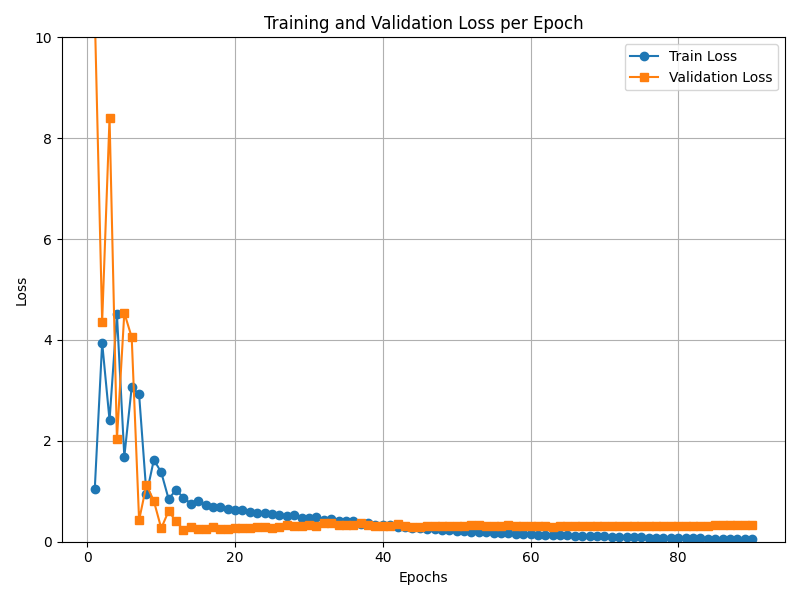 Training and Validation Loss per Epoch
Train Loss
Validation Loss
10
8
6
4
2
0
Loss
0 20 40 60 80
Epochs